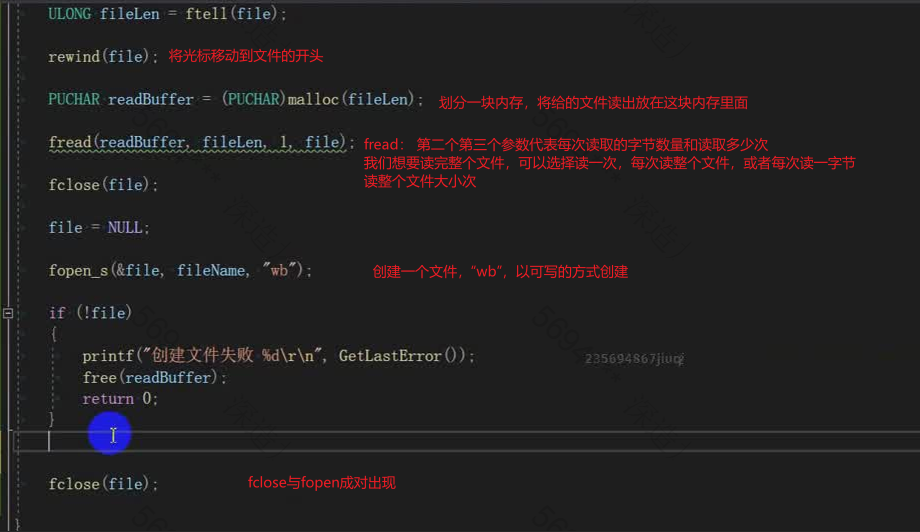 ULONG fileLen = ftell(file);
rewind(file); 将光标移动到文件的开头
PUCHAR readBuffer = (PUCHAR)malloc(fileLen); 划分一块内存，将给的文件读出放在这块内存里面
fread(readBuffer, fileLen, 1, file); fread： 第二个第三个参数代表每次读取的字节数量和读取多少次
我们想要读完整个文件，可以选择读一次，每次读整个文件，或者每次读一字节
读整个文件大小次
fclose(file);
file = NULL;
fopen_s(&file, fileName, "wb"); 创建一个文件，“wb”，以可写的方式创建
if (!file)
{
printf("创建文件失败 %d\r\n", GetLastError());
free(readBuffer);
return 0;
}
fclose(file); fclose与fopen成对出现
}